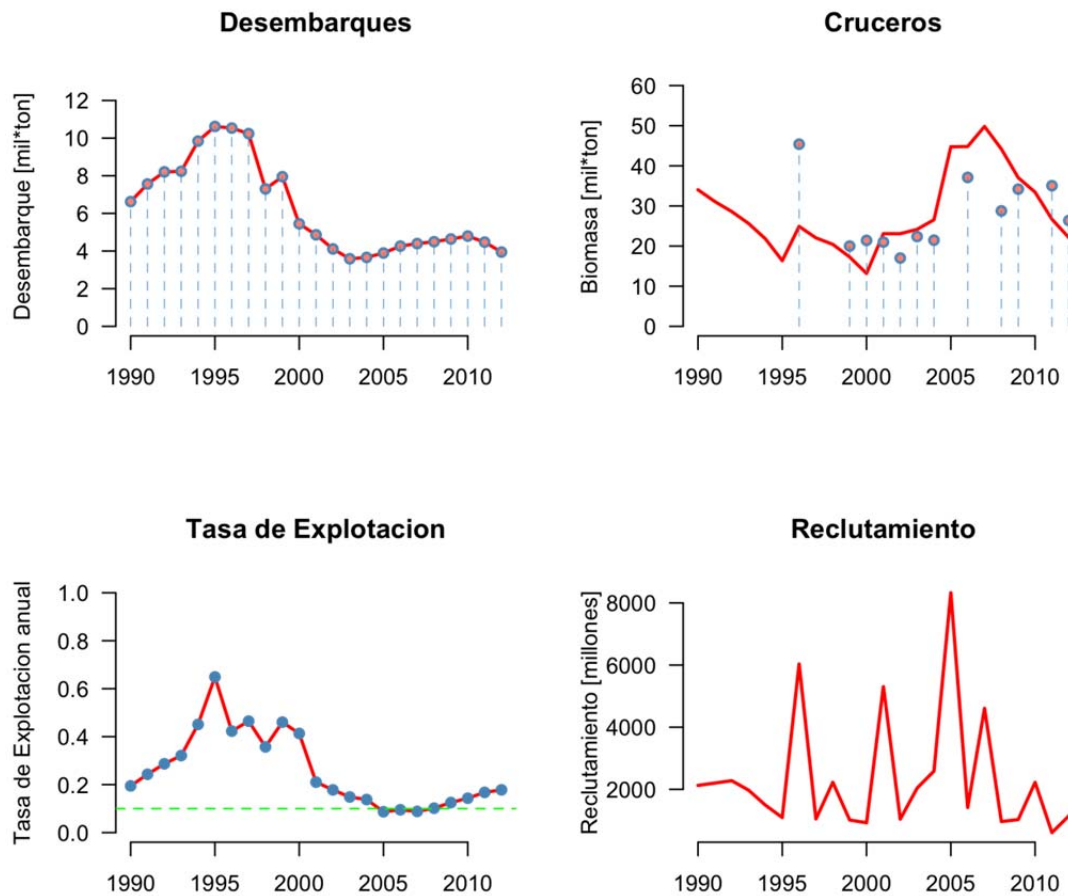 Desembarques
Desembarque [mil*ton]
12
10
8
6
4
2
0
1990 1995 2000 2005 2010
Cruceros
Biomasa [mil*ton]
60
50
40
30
20
10
0
1990 1995 2000 2005 2010
Tasa de Explotacion
Tasa de Explotacion anual
1.0
0.8
0.6
0.4
0.2
0.0
1990 1995 2000 2005 2010
Reclutamiento
Reclutamiento [millones]
8000
6000
4000
2000
1990 1995 2000 2005 2010